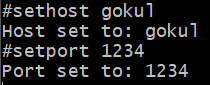 #sethost gokul
Host set to: gokul
#setport 1234
Port set to: 1234